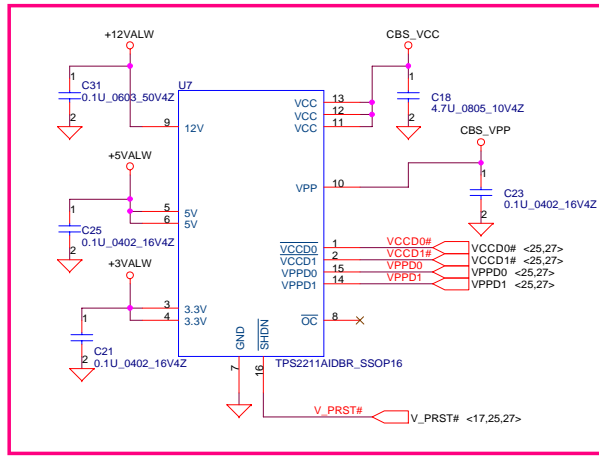 +12VALW
CBS_VCC
C31
0.1U_0603_50V4Z
1
2
U7
9
12V
VCC
13
VCC
12
VCC
11
1
2
C18
4.7U_0805_10V4Z
CBS_VPP
+5VALW
VPP
10
1
2
C23
0.1U_0402_16V4Z
1
2
C25
0.1U_0402_16V4Z
5
5V
6
5V
VCCD0
1
VCCD0#
VCCD0# <25,27>
VCCD1
2
VCCD1#
VCCD1# <25,27>
VPPD0
15
VPPD0
VPPD0 <25,27>
VPPD1
14
VPPD1
VPPD1 <25,27>
+3VALW
3
3.3V
4
3.3V
OC
8
1
2
C21
0.1U_0402_16V4Z
GND
SHDN
7
16
TPS2211AIDBR_SSOP16
V_PRST#
V_PRST# <17,25,27>